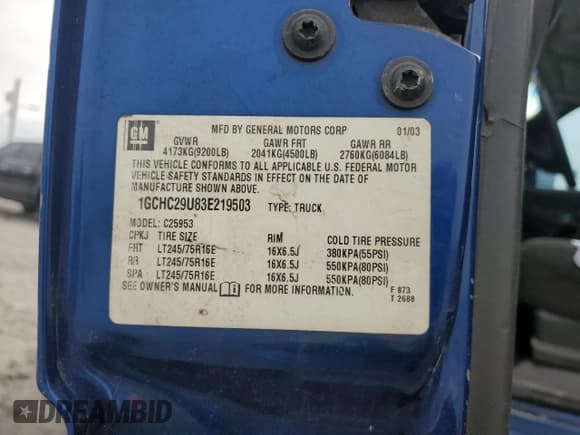 GM
MFD BY GENERAL MOTORS CORP 01/03
GVWR GAWR FRT GAWR RR
4173KG(9200LB) 2041KG(4500LB) 2760KG(6084LB)
THIS VEHICLE CONFORMS TO ALL APPLICABLE U.S. FEDERAL MOTOR
VEHICLE SAFETY STANDARDS IN EFFECT ON THE DATE OF
MANUFACTURE SHOWN ABOVE.
1GCHC29U83E219503 TYPE: TRUCK
MODEL: C25953
CPKJ TIRE SIZE RIM COLD TIRE PRESSURE
FRT LT245/75R16E 16X6.5J 380KPA(55PSI)
RR LT245/75R16E 16X6.5J 550KPA(80PSI)
SPA LT245/75R16E 16X6.5J 550KPA(80PSI)
SEE OWNER'S MANUAL FOR MORE INFORMATION.
F 873
T 2688
DREAMBID